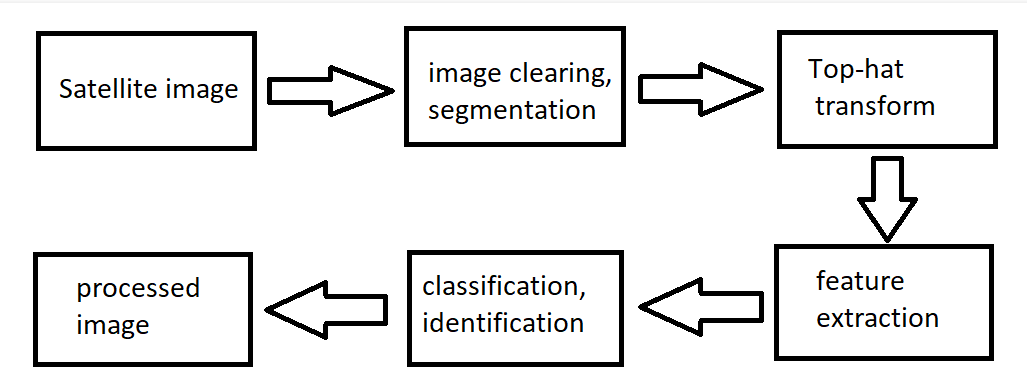 Satellite image
image clearing,
segmentation
Top-hat
transform
feature
extraction
classification,
identification
processed
image